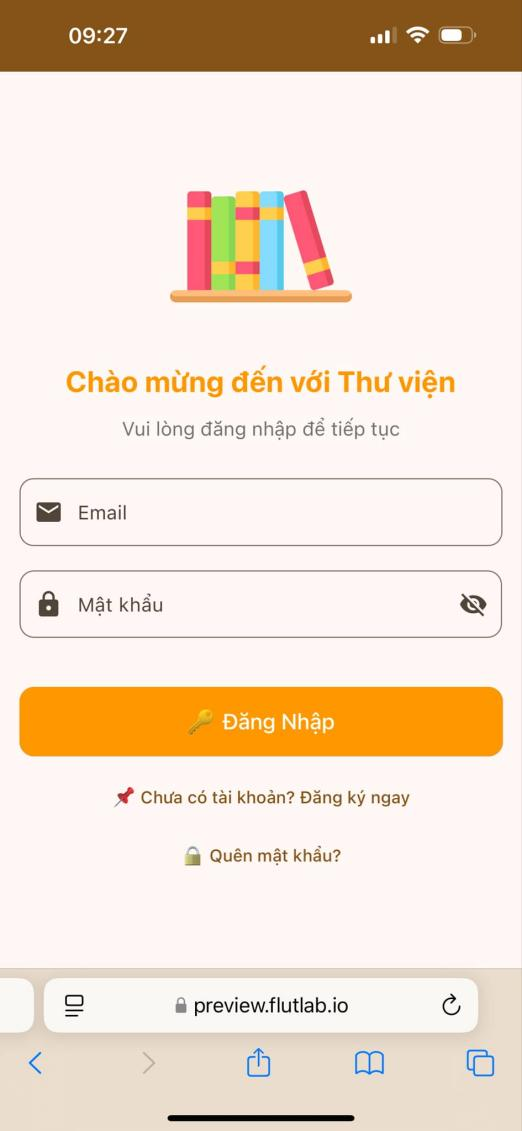 09:27
Chào mừng đến với Thư viện
Vui lòng đăng nhập để tiếp tục
Email
Mật khẩu
🔑 Đăng Nhập
📌 Chưa có tài khoản? Đăng ký ngay
🔒 Quên mật khẩu?
preview.flutlab.io